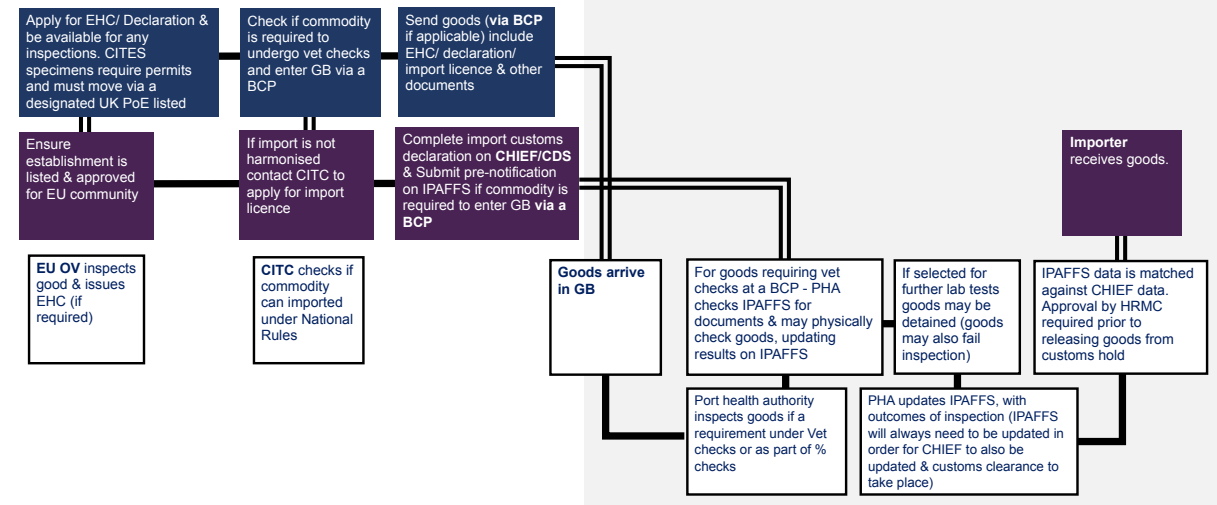 Apply for EHC/ Declaration &
be available for any
inspections. CITES
specimens require permits
and must move via a
designated UK PoE listed
Check if commodity
is required to
undergo vet checks
and enter GB via a
BCP
Send goods (via BCP
if applicable) include
EHC/ declaration/
import licence & other
documents
Ensure
establishment is
listed & approved
for EU community
If import is not
harmonised
contact CITC to
apply for import
licence
Complete import customs
declaration on CHIEF/CDS
& Submit pre-notification
on IPAFFS if commodity is
required to enter GB via a
BCP
Importer
receives goods.
EU OV inspects
good & issues
EHC (if
required)
CITC checks if
commodity
can imported
under National
Rules
Goods arrive
in GB
For goods requiring vet
checks at a BCP - PHA
checks IPAFFS for
documents & may physically
check goods, updating
results on IPAFFS
If selected for
further lab tests
goods may be
detained (goods
may also fail
inspection)
IPAFFS data is matched
against CHIEF data.
Approval by HRMC
required prior to
releasing goods from
customs hold
Port health authority
inspects goods if a
requirement under Vet
checks or as part of %
checks
PHA updates IPAFFS, with
outcomes of inspection (IPAFFS
will always need to be updated in
order for CHIEF to also be
updated & customs clearance to
take place)